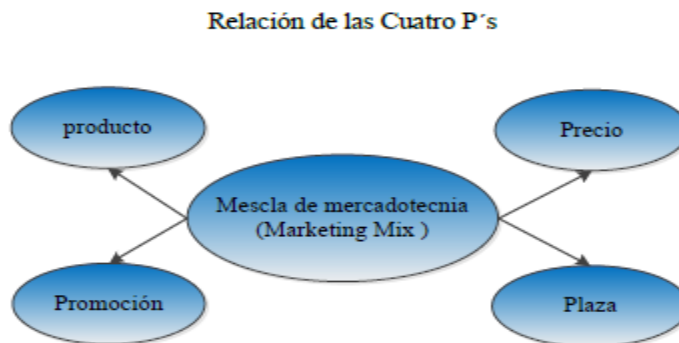 Relación de las Cuatro P´s
producto
Precio
Mescla de mercadotecnia
(Marketing Mix )
Promoción
Plaza